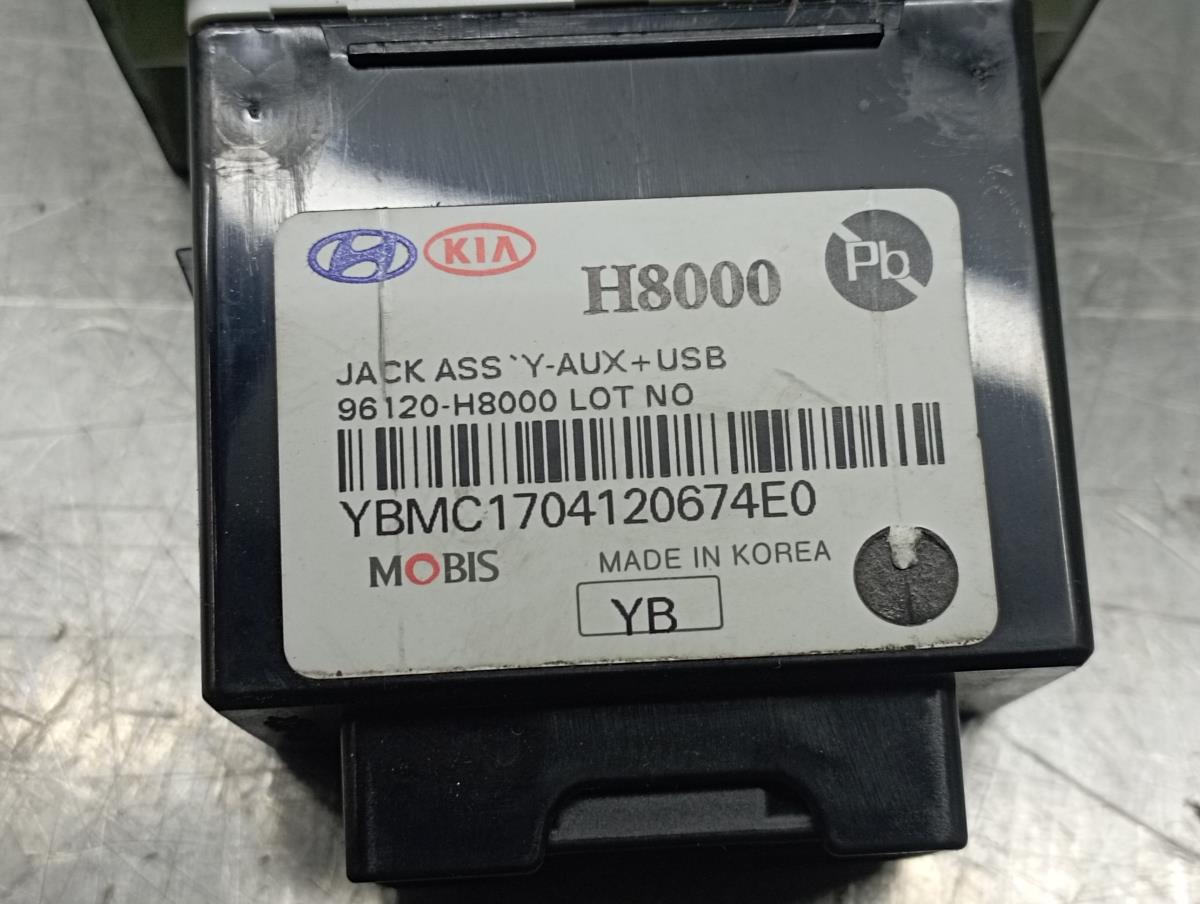 KIA
H8000
Pb
JACK ASS`Y-AUX+USB
96120-H8000 LOT NO
YBMC1704120674E0
MOBIS
MADE IN KOREA
YB